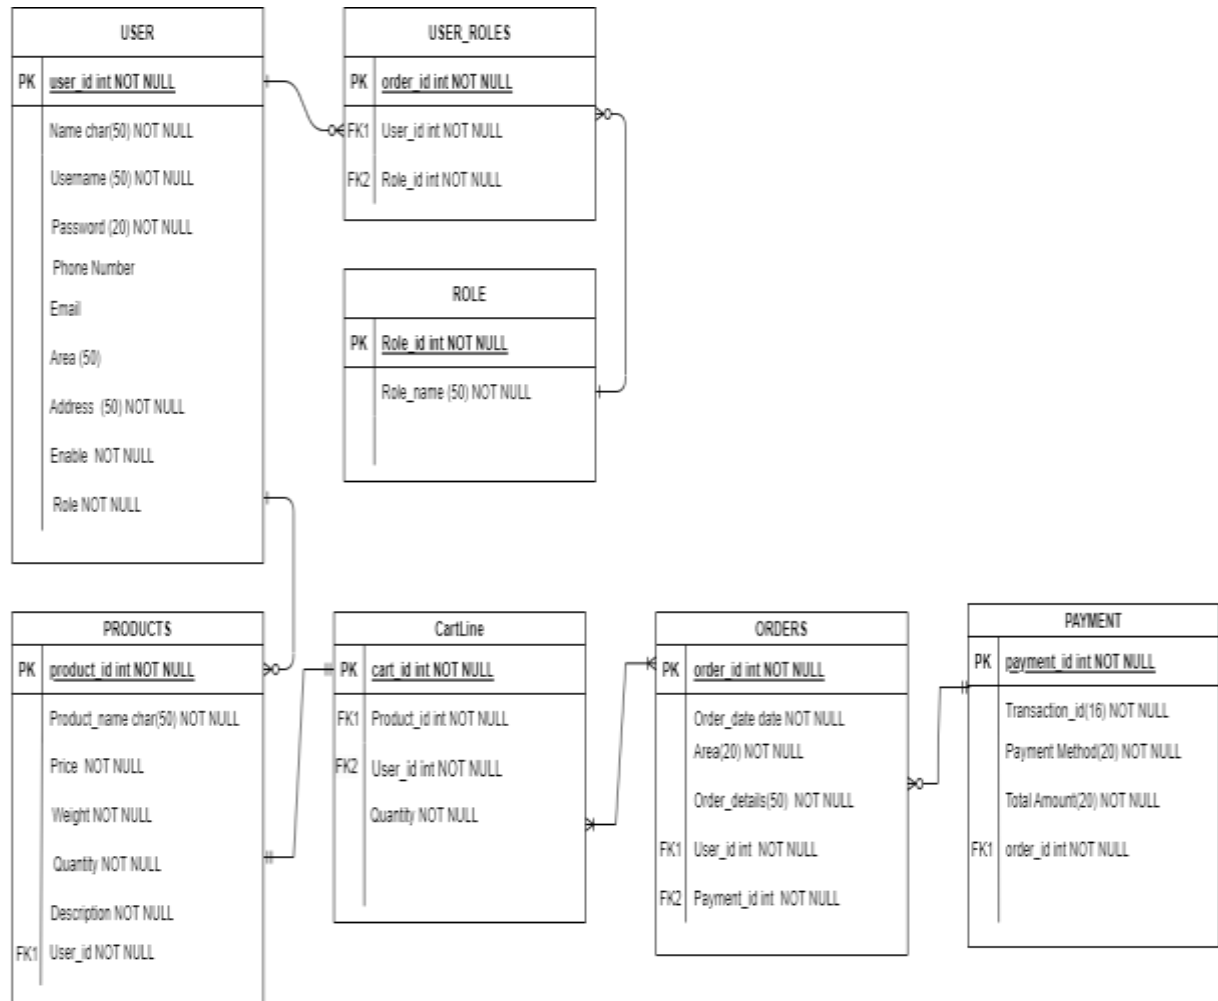 USER
PK user_id int NOT NULL
Name char(50) NOT NULL
Username (50) NOT NULL
Password (20) NOT NULL
Phone Number
Email
Area (50)
Address (50) NOT NULL
Enable NOT NULL
Role NOT NULL
USER_ROLES
PK order_id int NOT NULL
FK1 User_id int NOT NULL
FK2 Role_id int NOT NULL
ROLE
PK Role_id int NOT NULL
Role_name (50) NOT NULL
PRODUCTS
PK product_id int NOT NULL
Product_name char(50) NOT NULL
Price NOT NULL
Weight NOT NULL
Quantity NOT NULL
Description NOT NULL
FK1 User_id NOT NULL
CartLine
PK cart_id int NOT NULL
FK1 Product_id int NOT NULL
FK2 User_id int NOT NULL
Quantity NOT NULL
ORDERS
PK order_id int NOT NULL
Order_date date NOT NULL
Area(20) NOT NULL
Order_details(50) NOT NULL
FK1 User_id int NOT NULL
FK2 Payment_id int NOT NULL
PAYMENT
PK payment_id int NOT NULL
Transaction_id(16) NOT NULL
Payment Method(20) NOT NULL
Total Amount(20) NOT NULL
FK1 order_id int NOT NULL